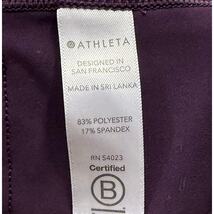 ATHLETA
DESIGNED IN
SAN FRANCISCO
MADE IN SRI LANKA
83% POLYESTER
17% SPANDEX
RN 54023
Certified
B